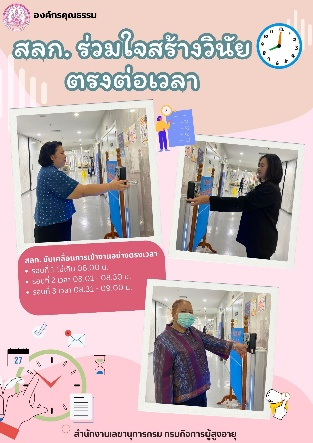 องค์กรคุณธรรม
สลก. ร่วมใจสร้างวินัย
ตรงต่อเวลา
สลก. ขับเคลื่อนการเข้างานอย่างตรงเวลา
รอบที่ 1 ไม่เกิน 08.00 น.
รอบที่ 2 เวลา 08.01 - 08.30 น.
รอบที่ 3 เวลา 08.31 - 09.00 น.
27
สำนักงานเลขานุการกรม กรมกิจการผู้สูงอายุ